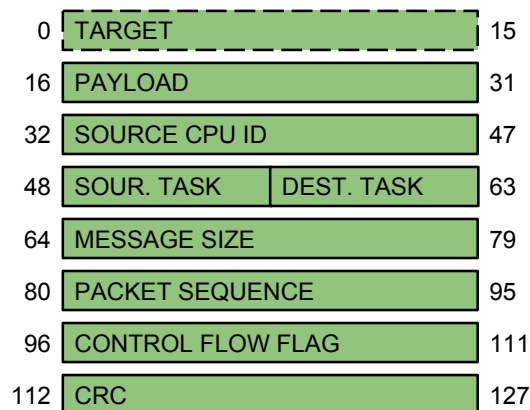 0 TARGET 15
16 PAYLOAD 31
32 SOURCE CPU ID 47
48 SOUR. TASK DEST. TASK 63
64 MESSAGE SIZE 79
80 PACKET SEQUENCE 95
96 CONTROL FLOW FLAG 111
112 CRC 127